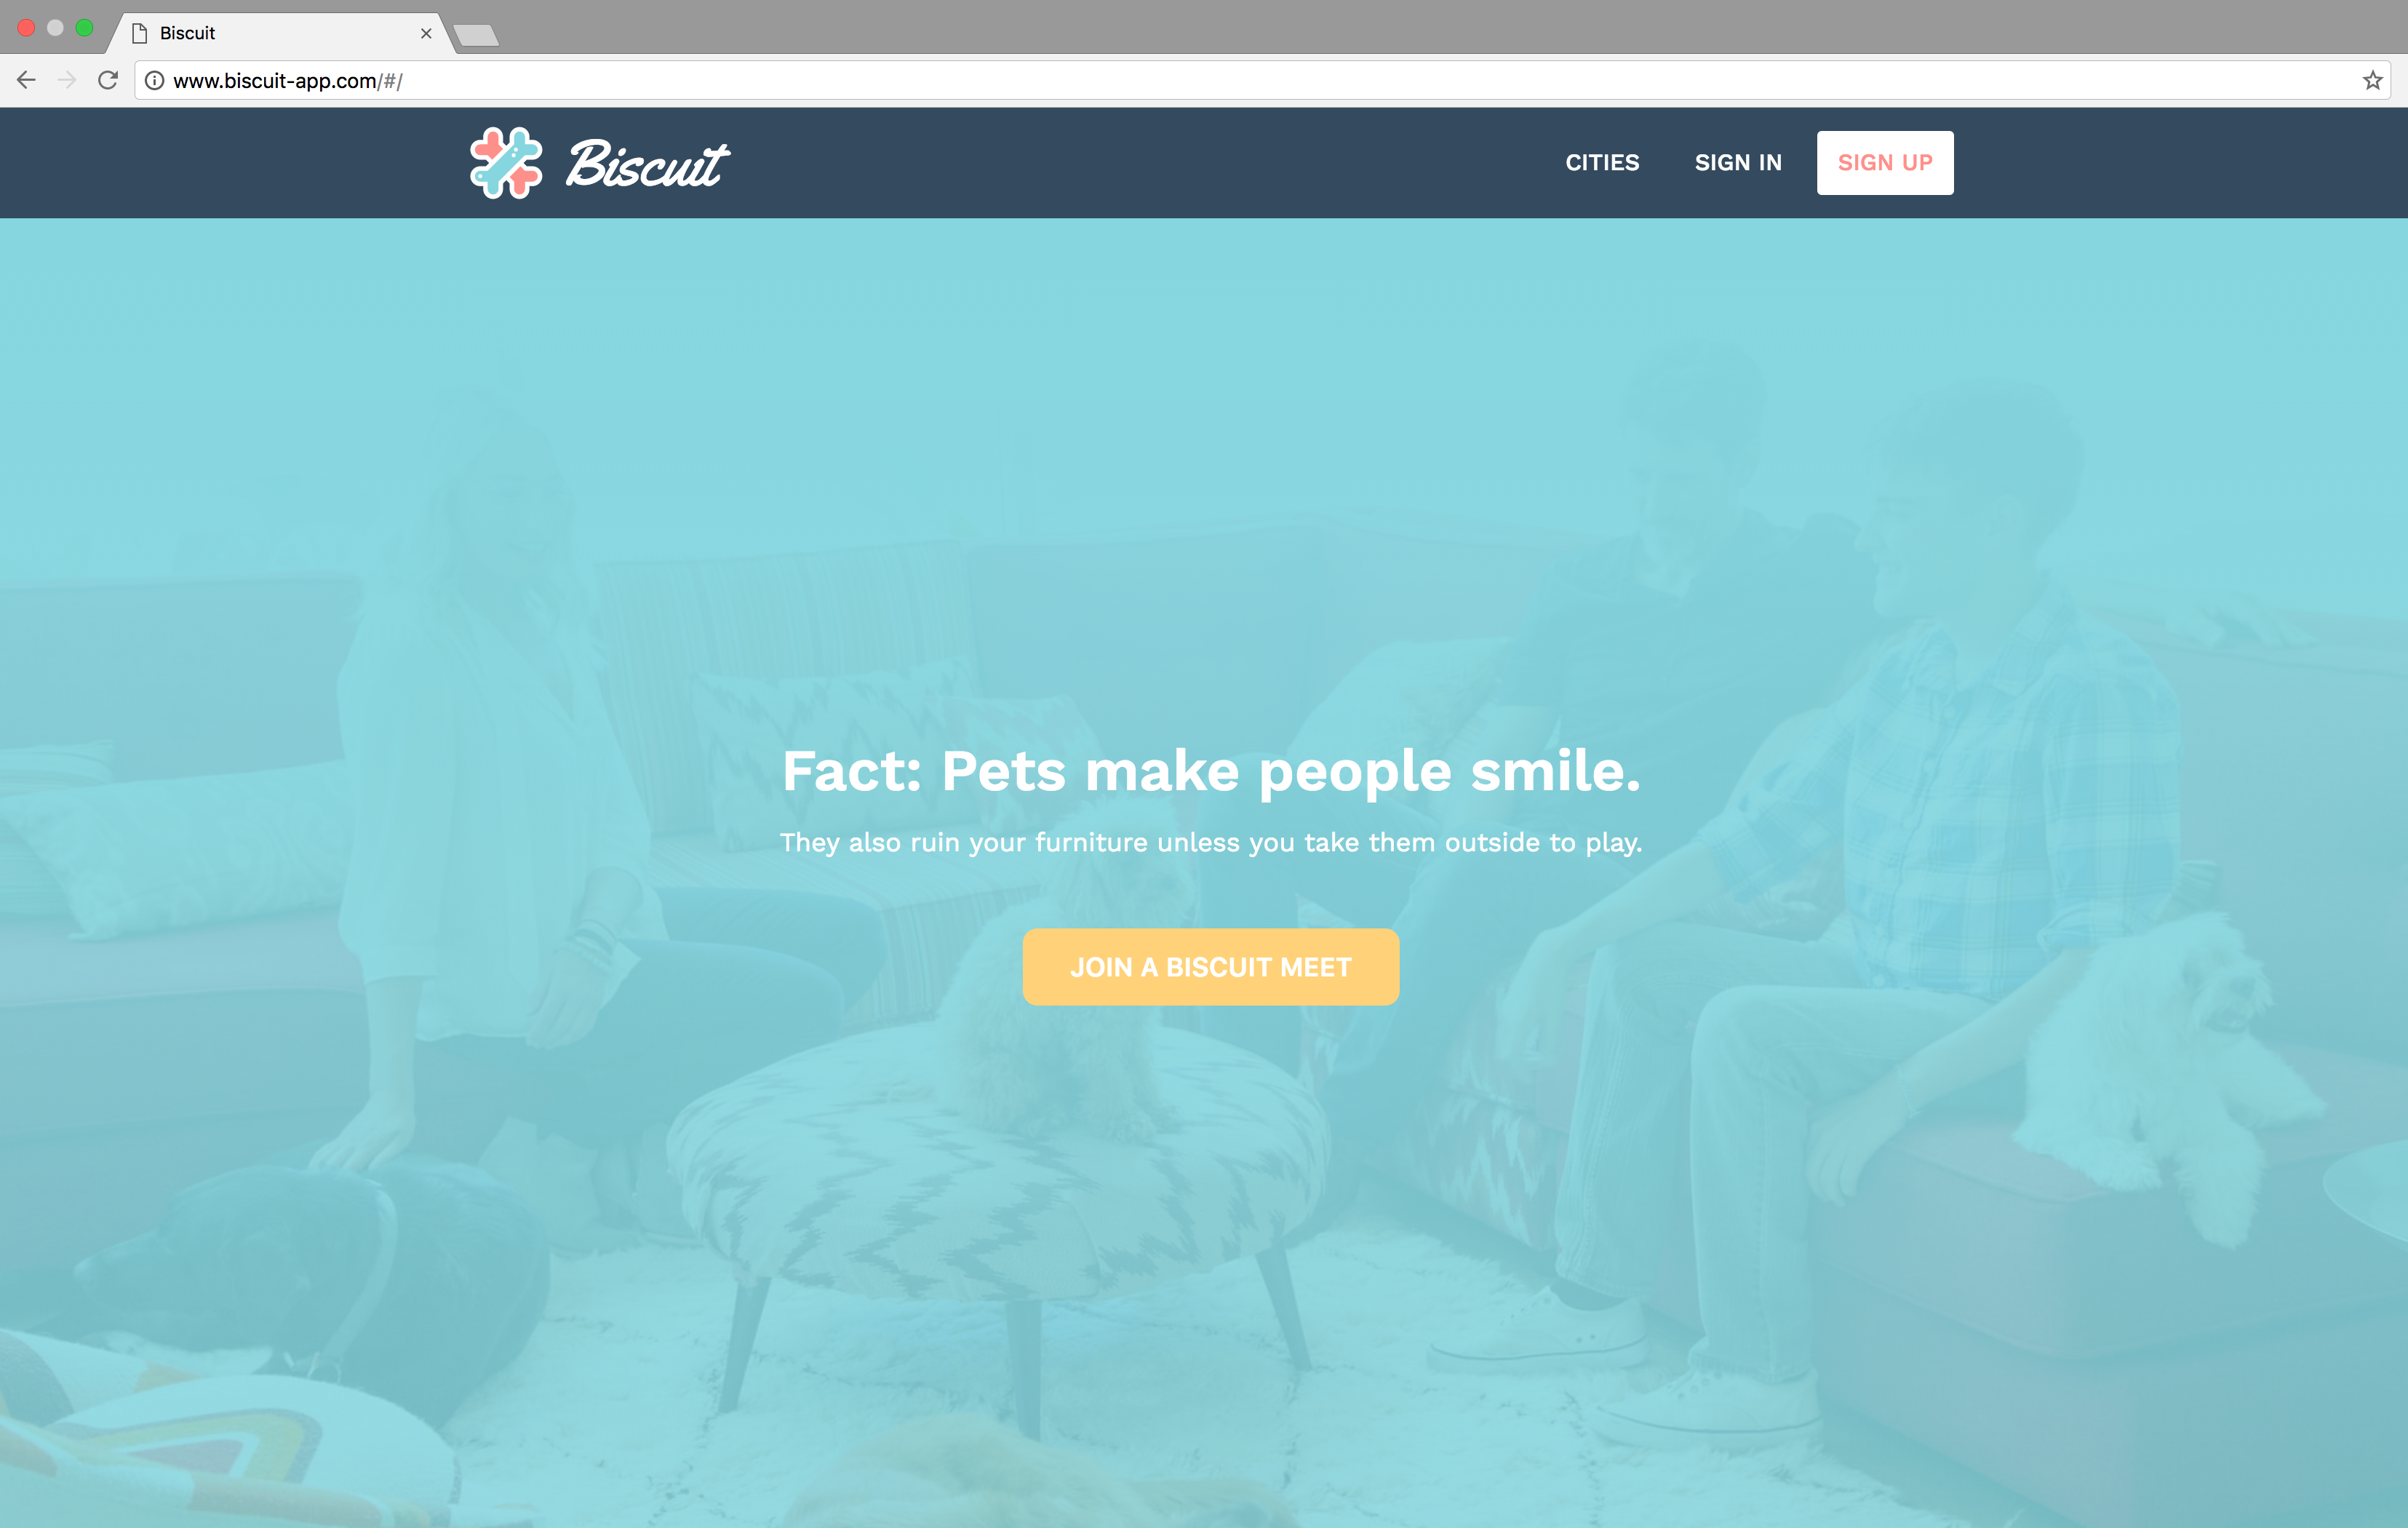 Biscuit
www.biscuit-app.com/#/
Biscuit
CITIES
SIGN IN
SIGN UP
Fact: Pets make people smile.
They also ruin your furniture unless you take them outside to play.
JOIN A BISCUIT MEET